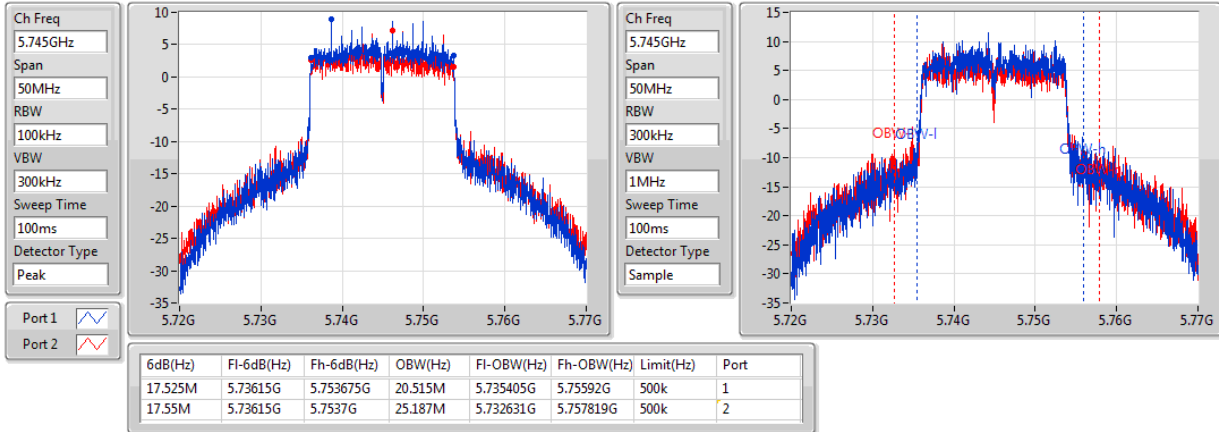 Ch Freq
5.745GHz
Span
50MHz
RBW
100kHz
VBW
300kHz
Sweep Time
100ms
Detector Type
Peak
Port 1
Port 2
10-
5-
0-
-5-
-10-
-15-
-20-
-25-
-30-
-35-
5.72G 5.73G 5.74G 5.75G 5.76G 5.77G
Ch Freq
5.745GHz
Span
50MHz
RBW
300kHz
VBW
1MHz
Sweep Time
100ms
Detector Type
Sample
15-
10-
5-
0-
-5-
-10-
-15-
-20-
-25-
-30-
-35-
OBW-l
OBW-h
5.72G 5.73G 5.74G 5.75G 5.76G 5.77G
6dB(Hz) Fl-6dB(Hz) Fh-6dB(Hz) OBW(Hz) Fl-OBW(Hz) Fh-OBW(Hz) Limit(Hz) Port
17.525M 5.73615G 5.753675G 20.515M 5.735405G 5.75592G 500k 1
17.55M 5.73615G 5.7537G 25.187M 5.732631G 5.757819G 500k 2